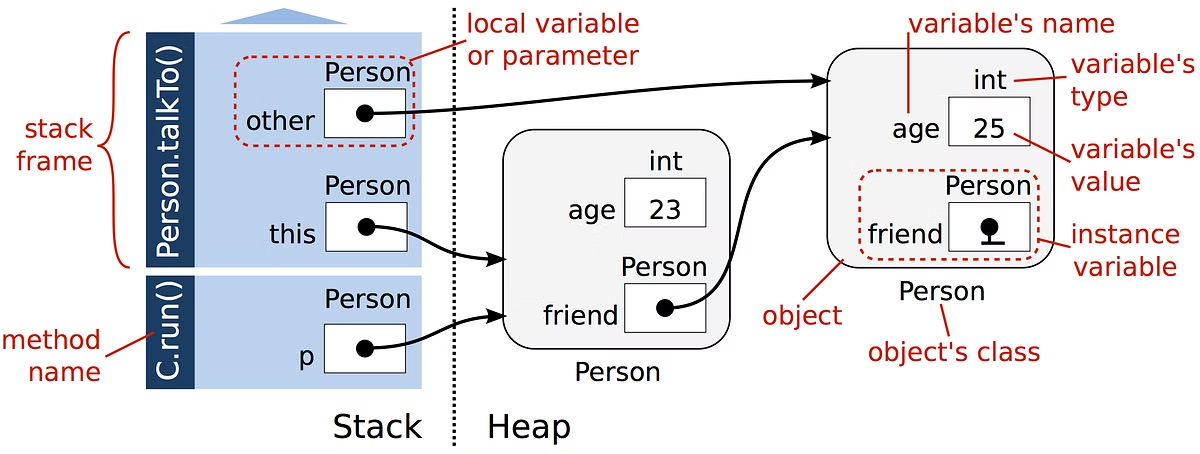 local variable
or parameter
variable's name
Person.talkTo()
stack
frame
Person
other
Person
this
C.run()
method
name
Person
p
Stack
Heap
int
age
23
Person
friend
Person
int
variable's
type
age
25
variable's
value
Person
friend
instance
variable
object
Person
object's class